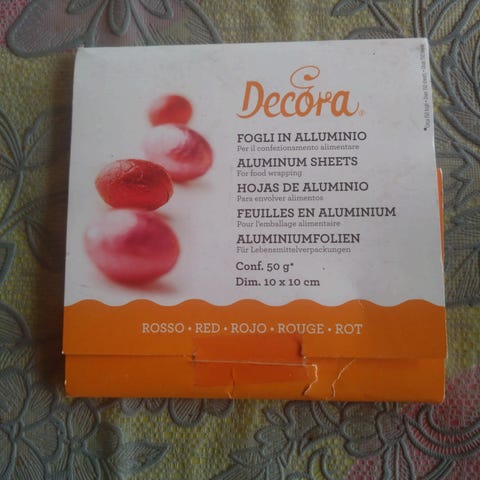 Decora
FOGLI IN ALLUMINIO
Per il confezionamento alimentare
ALUMINUM SHEETS
For food wrapping
HOJAS DE ALUMINIO
Para envolver alimentos
FEUILLES EN ALUMINIUM
Pour l'emballage alimentaire
ALUMINIUMFOLIEN
Für Lebensmittelverpackungen
Conf. 50 g*
Dim. 10 x 10 cm
ROSSO • RED • ROJO • ROUGE • ROT